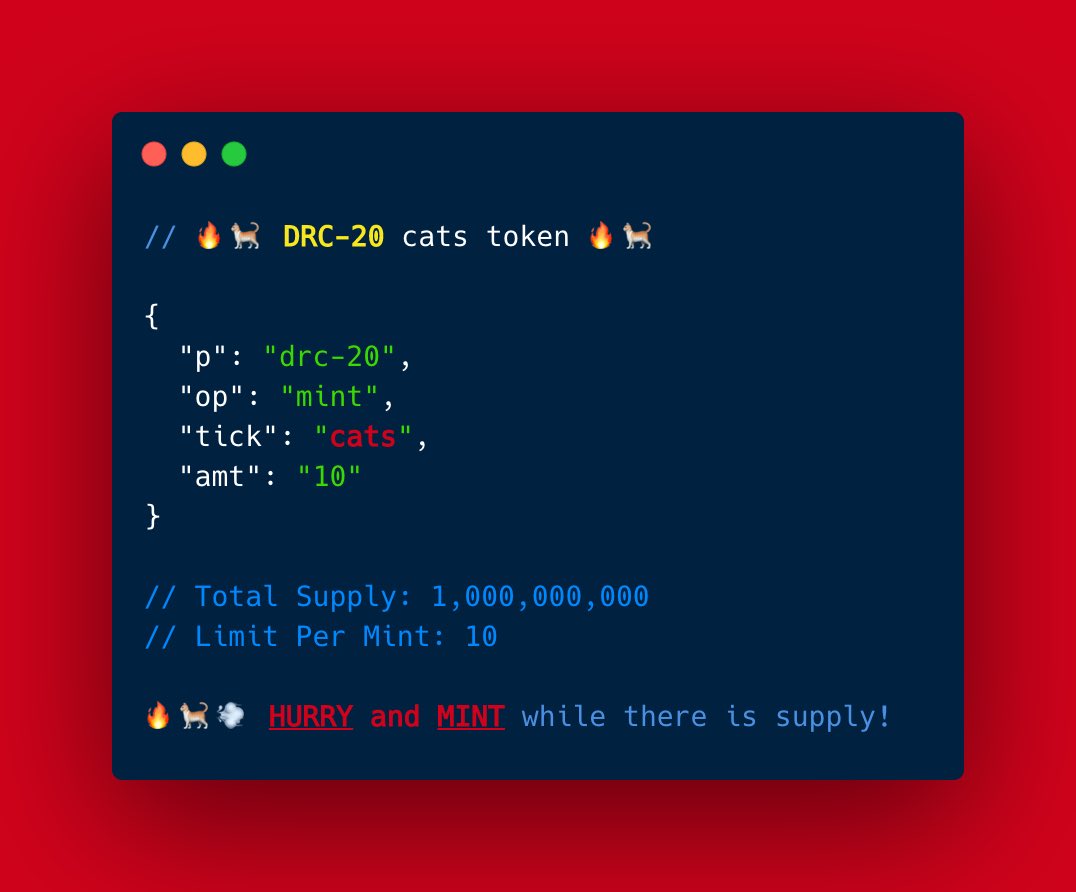 // 🔥🐈 DRC-20 cats token 🔥🐈
{
  "p": "drc-20",
  "op": "mint",
  "tick": "cats",
  "amt": "10"
}
// Total Supply: 1,000,000,000
// Limit Per Mint: 10
🔥🐈💨 HURRY and MINT while there is supply!